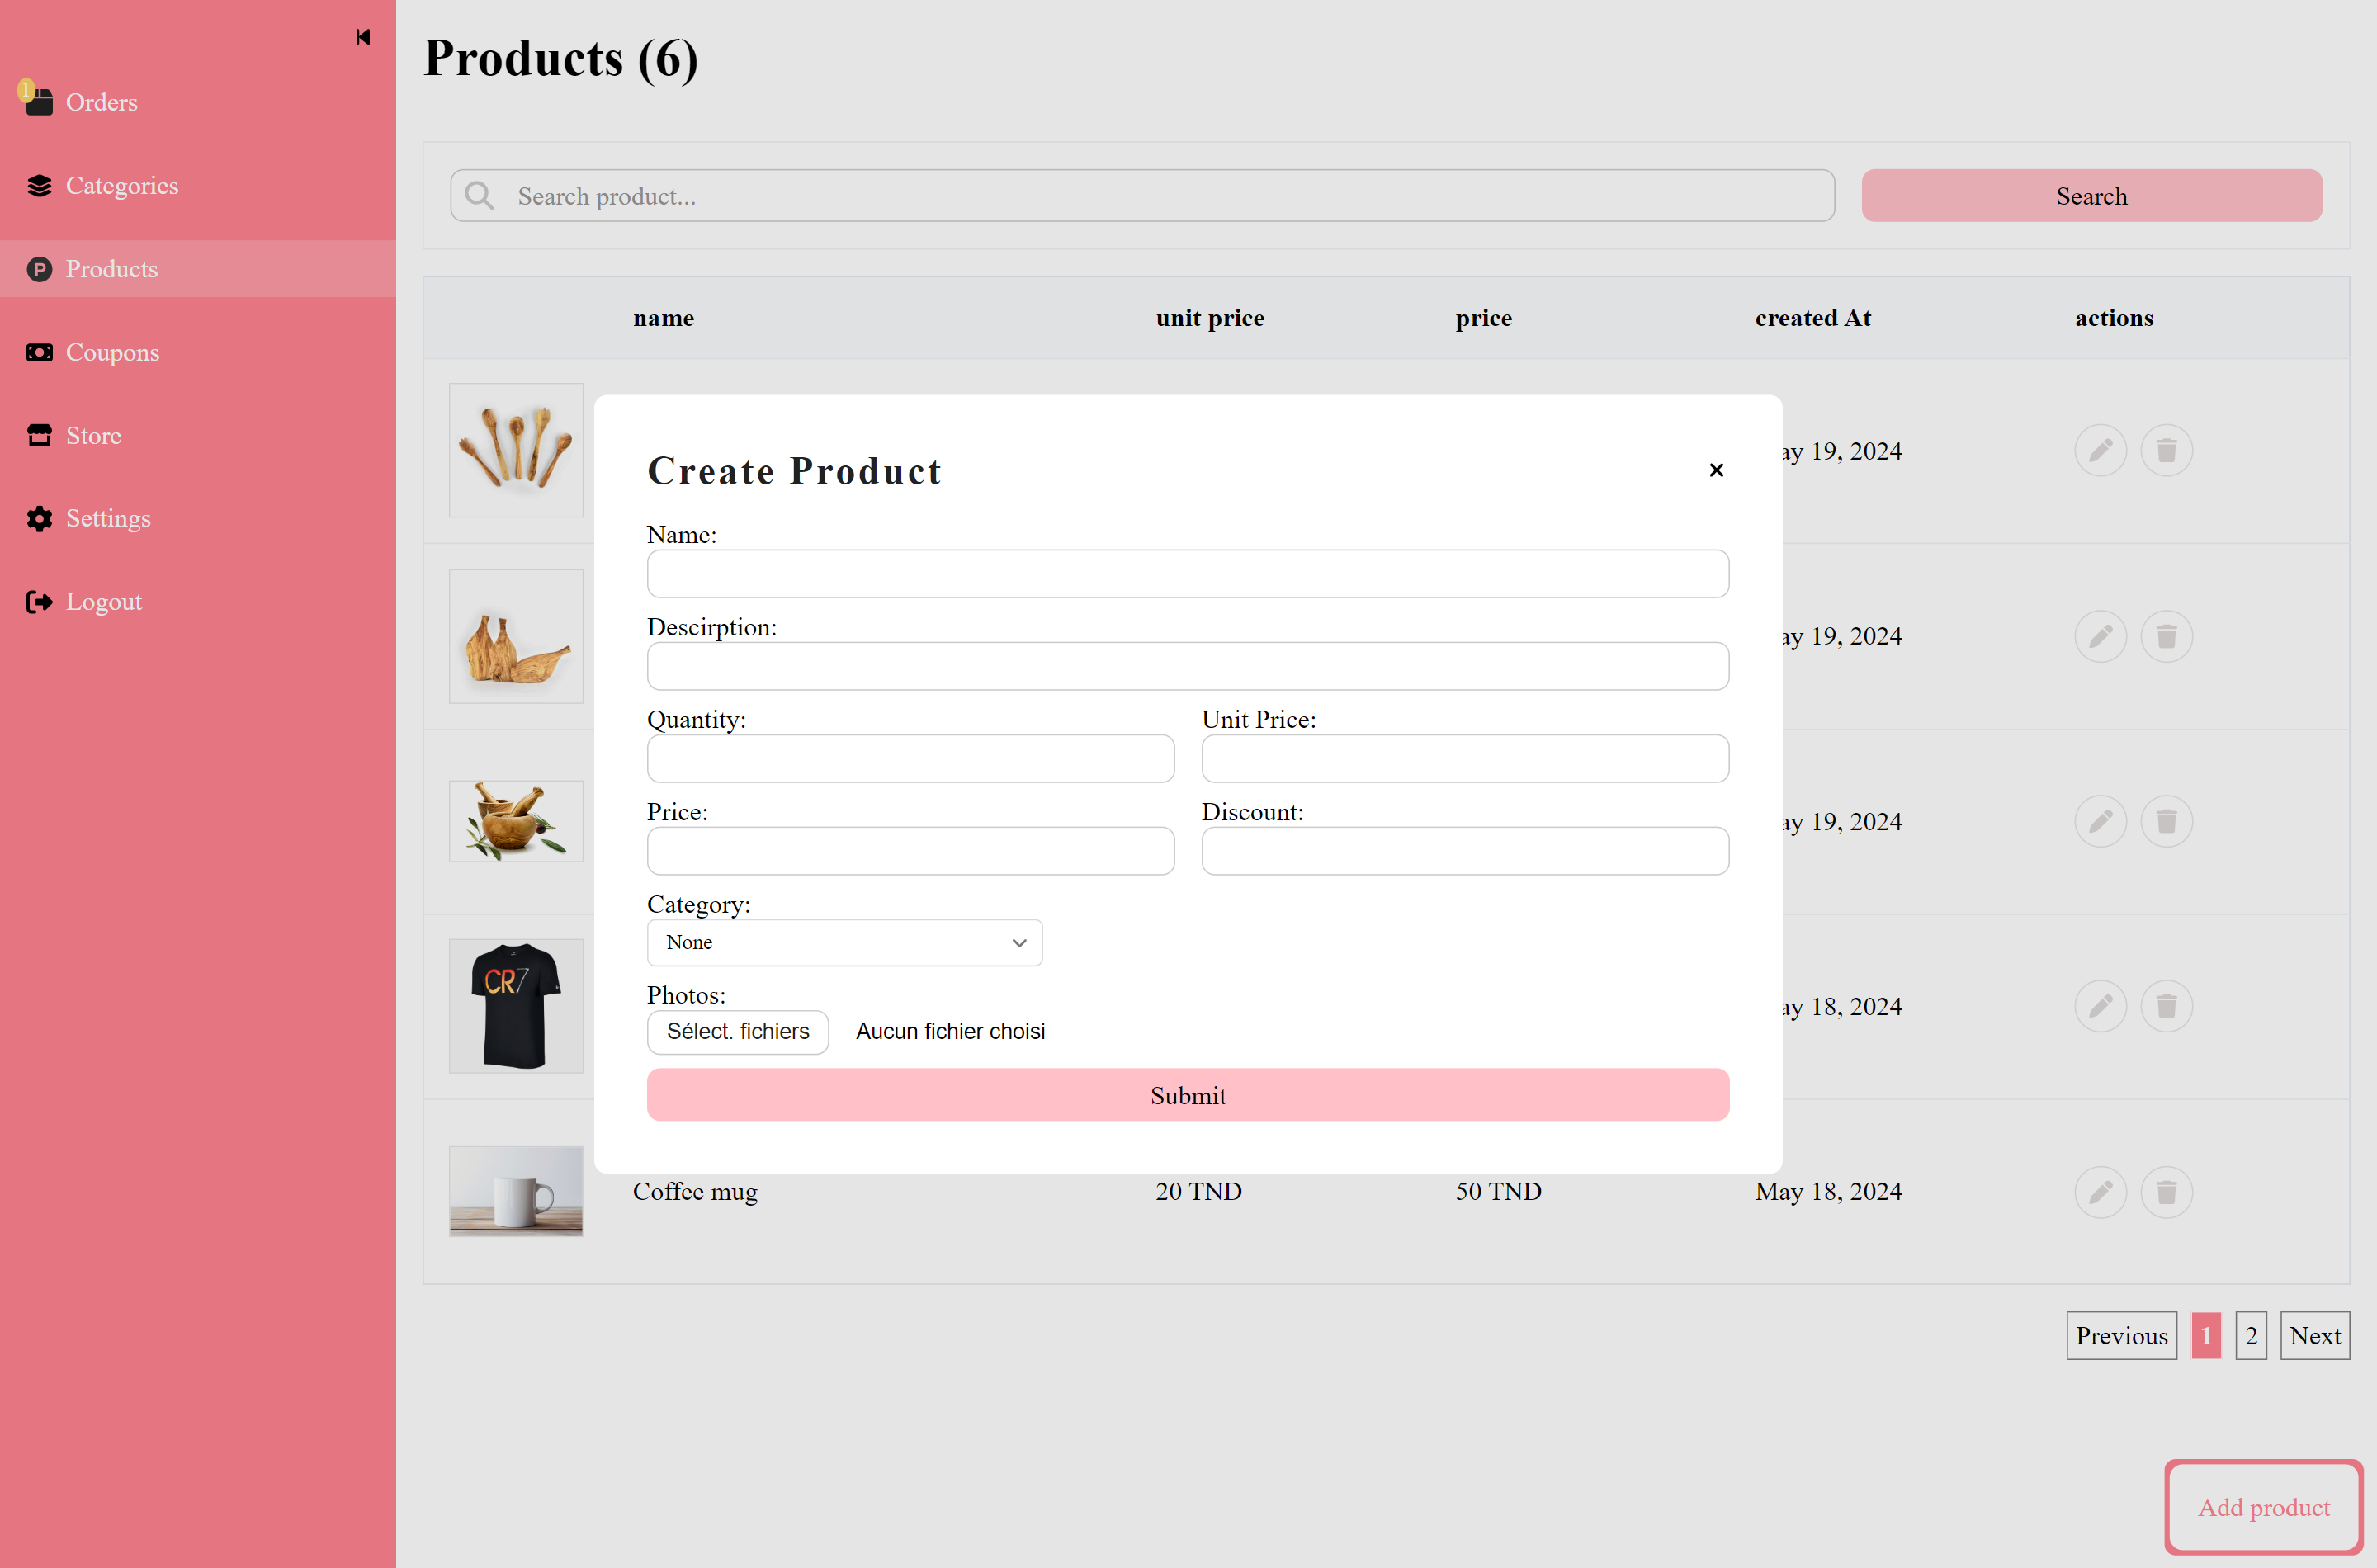 1
Orders
Categories
Products
Coupons
Store
Settings
Logout
Products (6)
Search product...
Search
name unit price price created At actions
ay 19, 2024
ay 19, 2024
ay 19, 2024
CR7
ay 18, 2024
Coffee mug 20 TND 50 TND May 18, 2024
Create Product
Name:
Descirption:
Quantity: Unit Price:
Price: Discount:
Category:
None
Photos:
Sélect. fichiers Aucun fichier choisi
Submit
Previous 1 2 Next
Add product